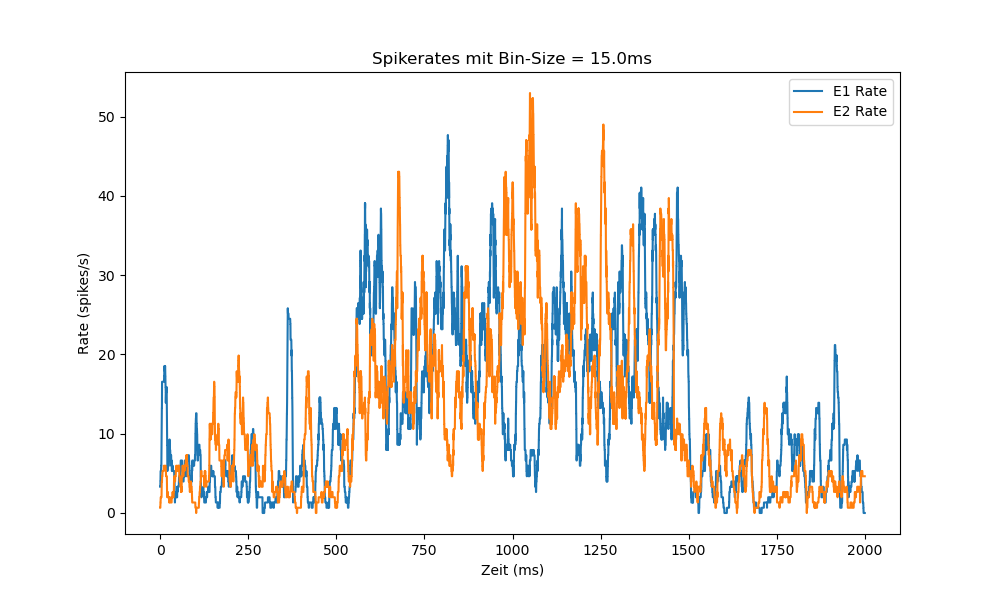 Spikerates mit Bin-Size = 15.0ms
E1 Rate
E2 Rate
Rate (spikes/s)
50
40
30
20
10
0
0 250 500 750 1000 1250 1500 1750 2000
Zeit (ms)